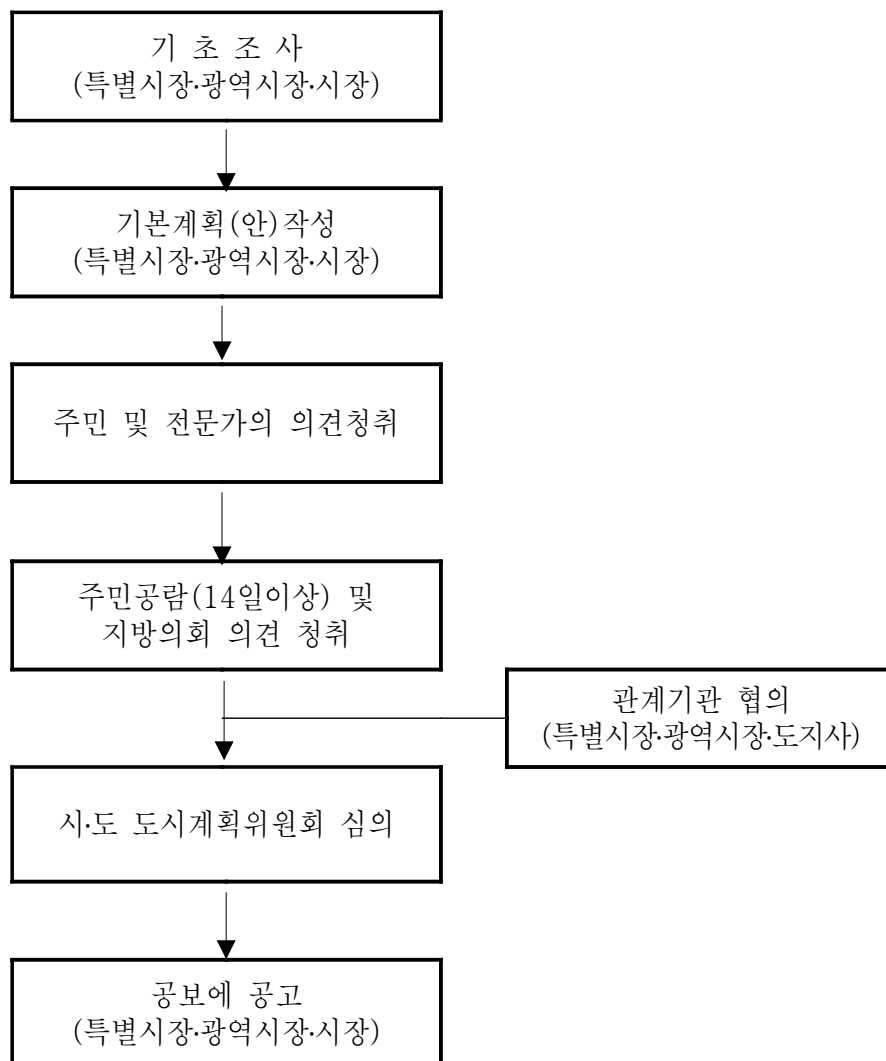 기 초 조 사
(특별시장·광역시장·시장)
기본계획(안)작성
(특별시장·광역시장·시장)
주민 및 전문가의 의견청취
주민공람(14일이상) 및
지방의회 의견 청취
관계기관 협의
(특별시장·광역시장·도지사)
시·도 도시계획위원회 심의
공보에 공고
(특별시장·광역시장·시장)